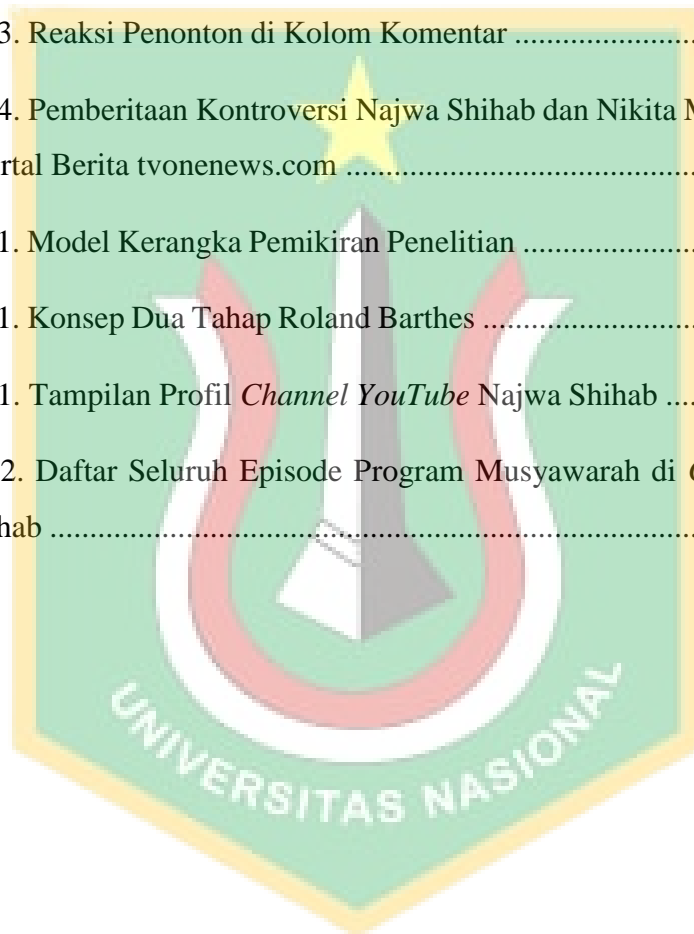 3. Reaksi Penonton di Kolom Komentar ........................
4. Pemberitaan Kontroversi Najwa Shihab dan Nikita M
rtal Berita tvonenews.com ..................................................
1. Model Kerangka Pemikiran Penelitian ......................
1. Konsep Dua Tahap Roland Barthes ............................
1. Tampilan Profil Channel YouTube Najwa Shihab .....
2. Daftar Seluruh Episode Program Musyawarah di
hab ....................................................................................
UNIVERSITAS NASIONAL